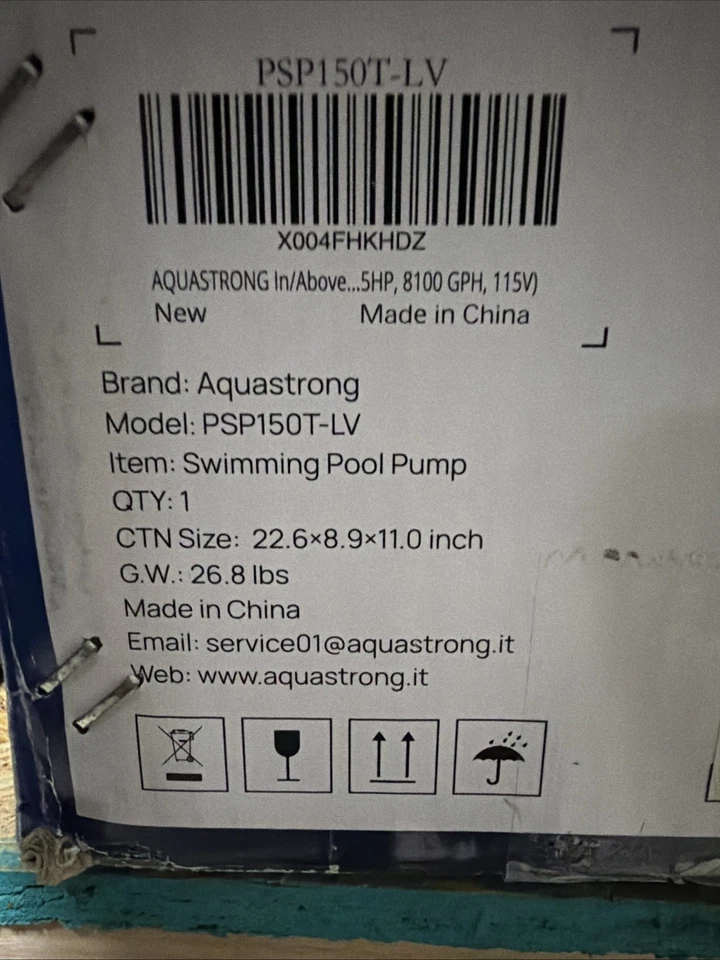 PSP150T-LV
X004FHKHDZ
AQUASTRONG In/Above...5HP, 8100 GPH, 115V)
New Made in China
Brand: Aquastrong
Model: PSP150T-LV
Item: Swimming Pool Pump
QTY: 1
CTN Size: 22.6×8.9×11.0 inch
G.W.: 26.8 lbs
Made in China
Email: service01@aquastrong.it
Web: www.aquastrong.it